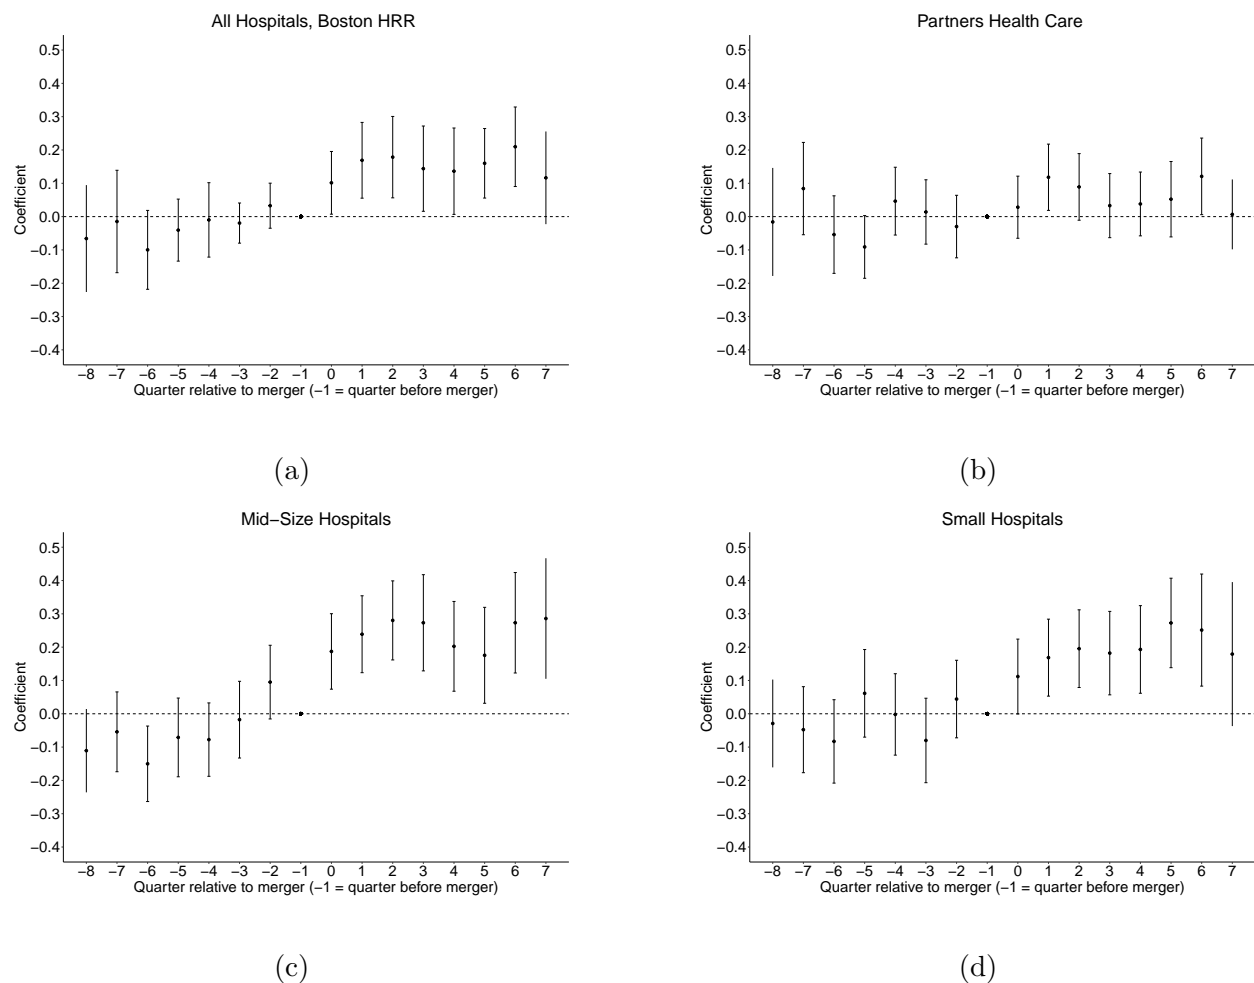 All Hospitals, Boston HRR
0.5
0.4
0.3
0.2
0.1
0.0
−0.1
−0.2
−0.3
−0.4
Coefficient
−8 −7 −6 −5 −4 −3 −2 −1 0 1 2 3 4 5 6 7
Quarter relative to merger (−1 = quarter before merger)
(a)
Partners Health Care
0.5
0.4
0.3
0.2
0.1
0.0
−0.1
−0.2
−0.3
−0.4
Coefficient
−8 −7 −6 −5 −4 −3 −2 −1 0 1 2 3 4 5 6 7
Quarter relative to merger (−1 = quarter before merger)
(b)
Mid−Size Hospitals
0.5
0.4
0.3
0.2
0.1
0.0
−0.1
−0.2
−0.3
−0.4
Coefficient
−8 −7 −6 −5 −4 −3 −2 −1 0 1 2 3 4 5 6 7
Quarter relative to merger (−1 = quarter before merger)
(c)
Small Hospitals
0.5
0.4
0.3
0.2
0.1
0.0
−0.1
−0.2
−0.3
−0.4
Coefficient
−8 −7 −6 −5 −4 −3 −2 −1 0 1 2 3 4 5 6 7
Quarter relative to merger (−1 = quarter before merger)
(d)